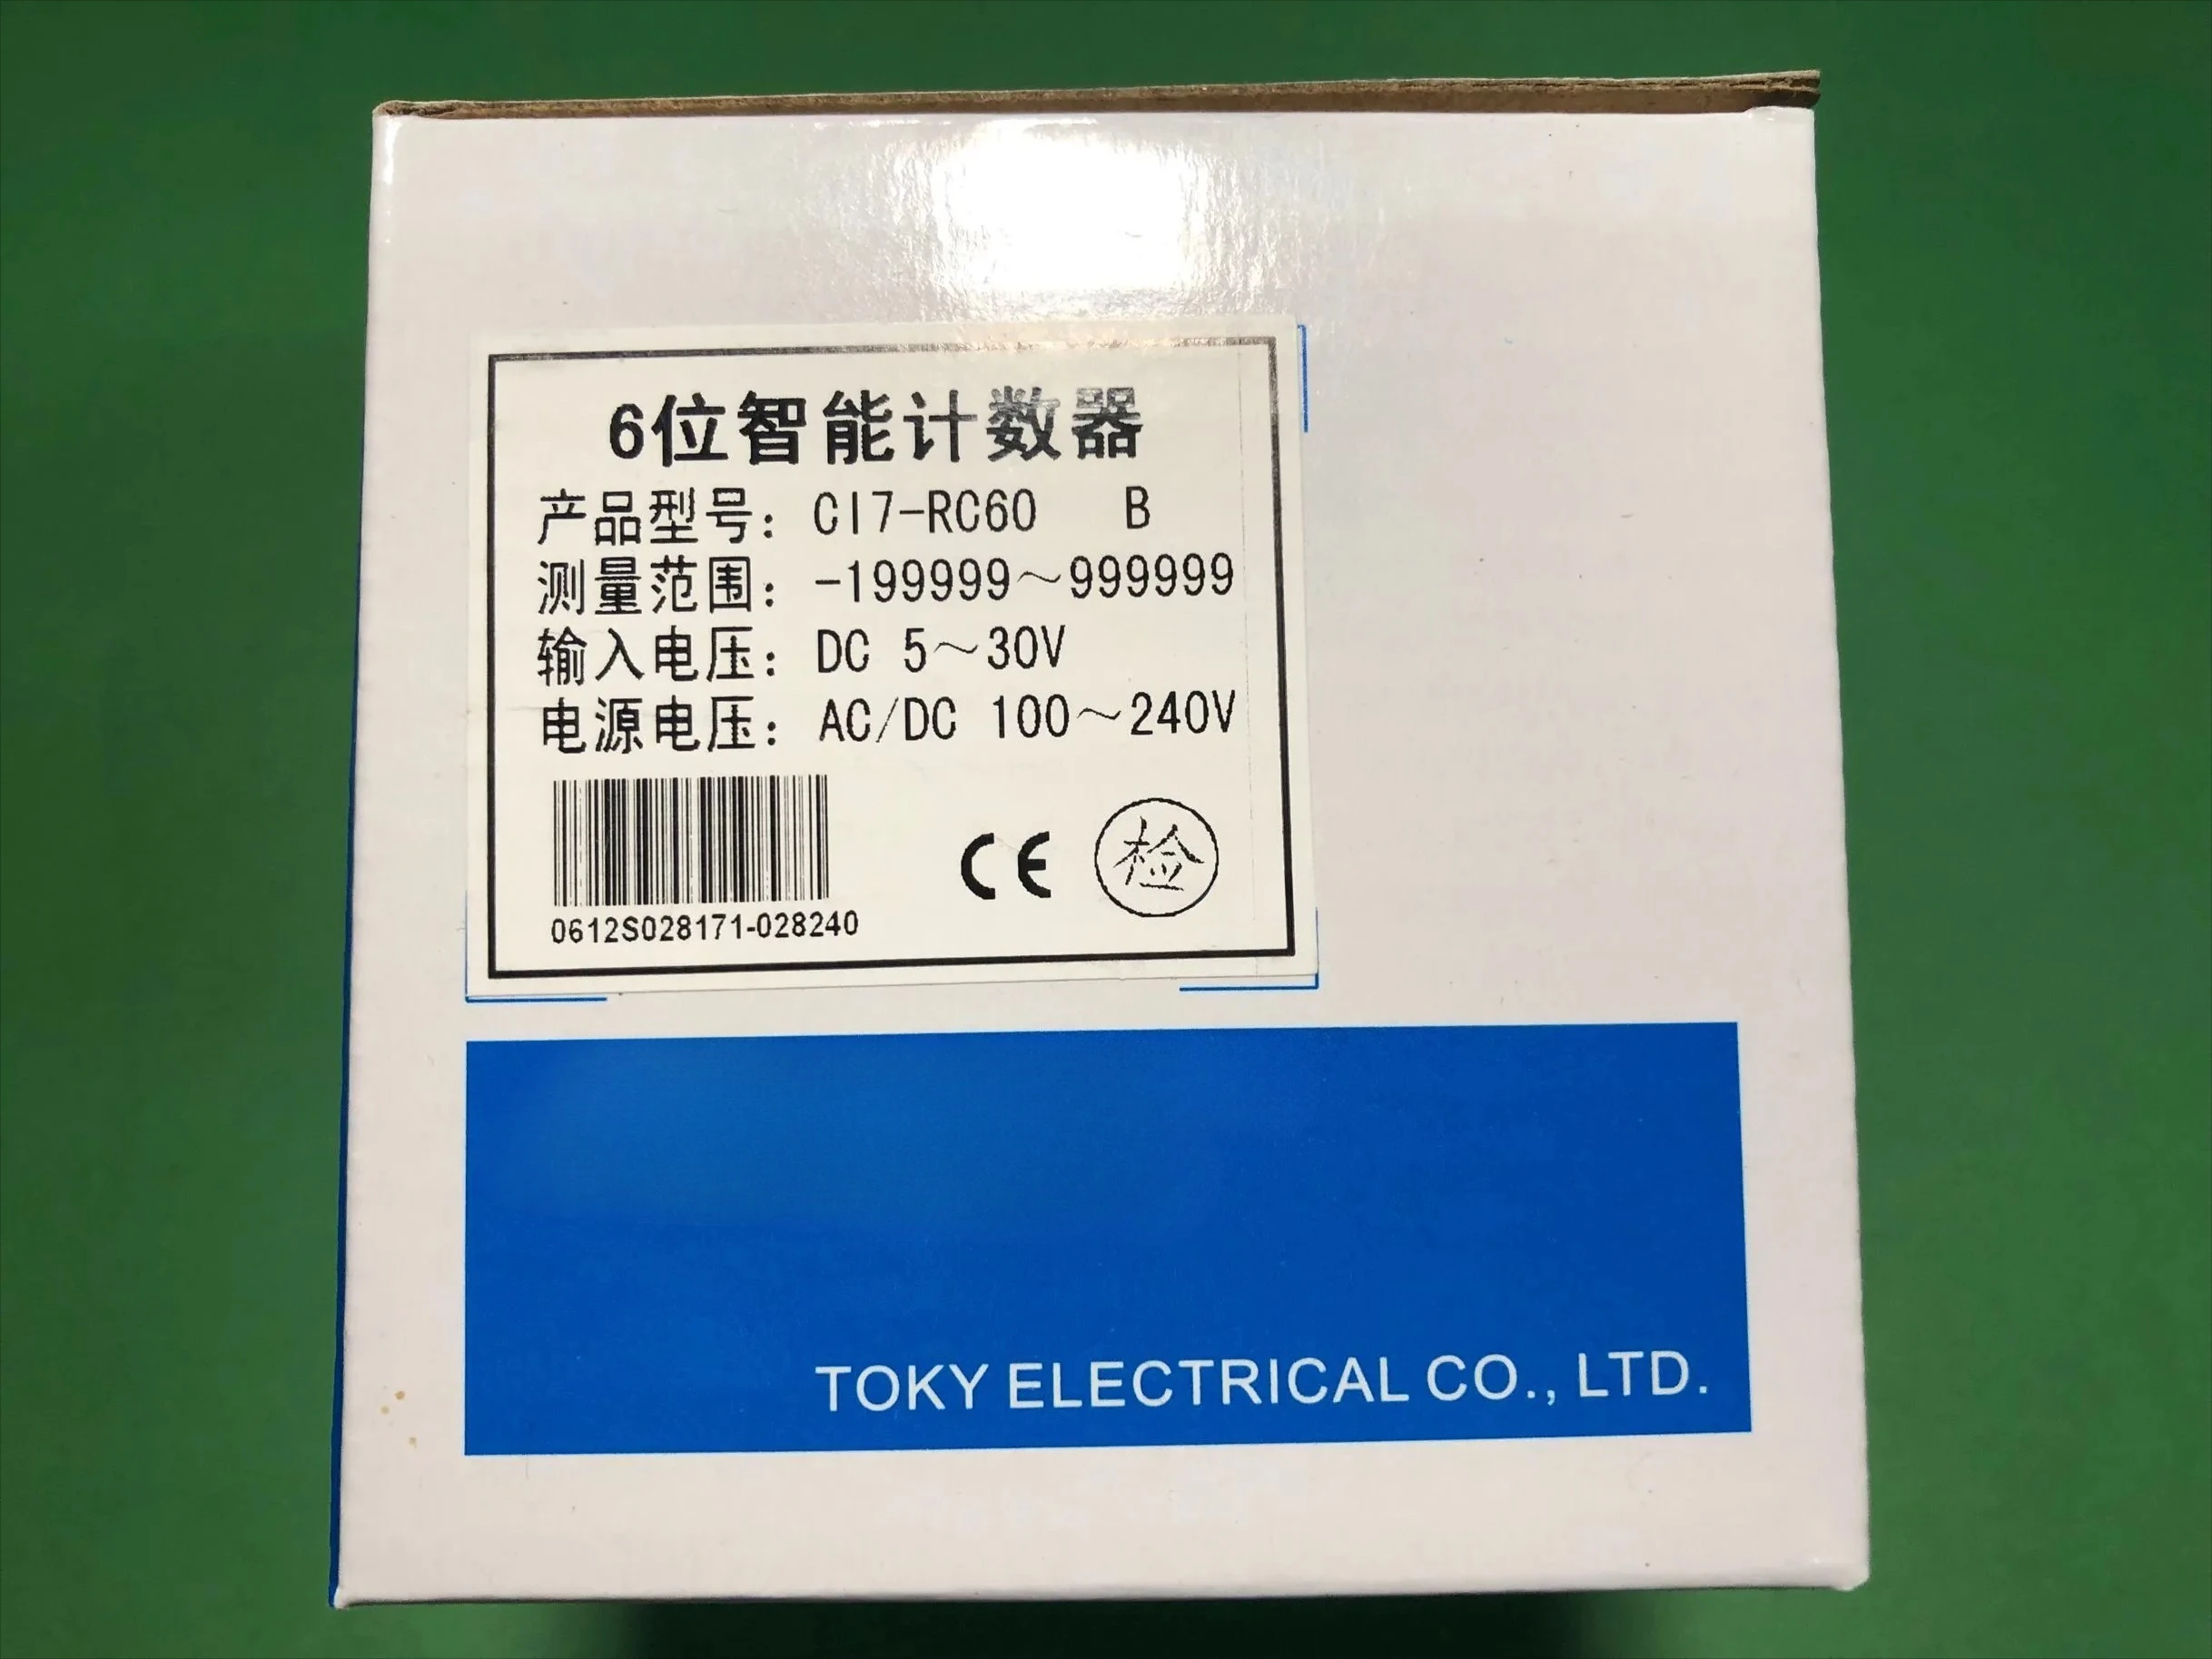 6位智能计数器
产品型号: CI7-RC60 B
测量范围: -199999～999999
输入电压: DC 5～30V
电源电压: AC/DC 100～240V
0612S028171-028240
CE 检
TOKY ELECTRICAL CO., LTD.